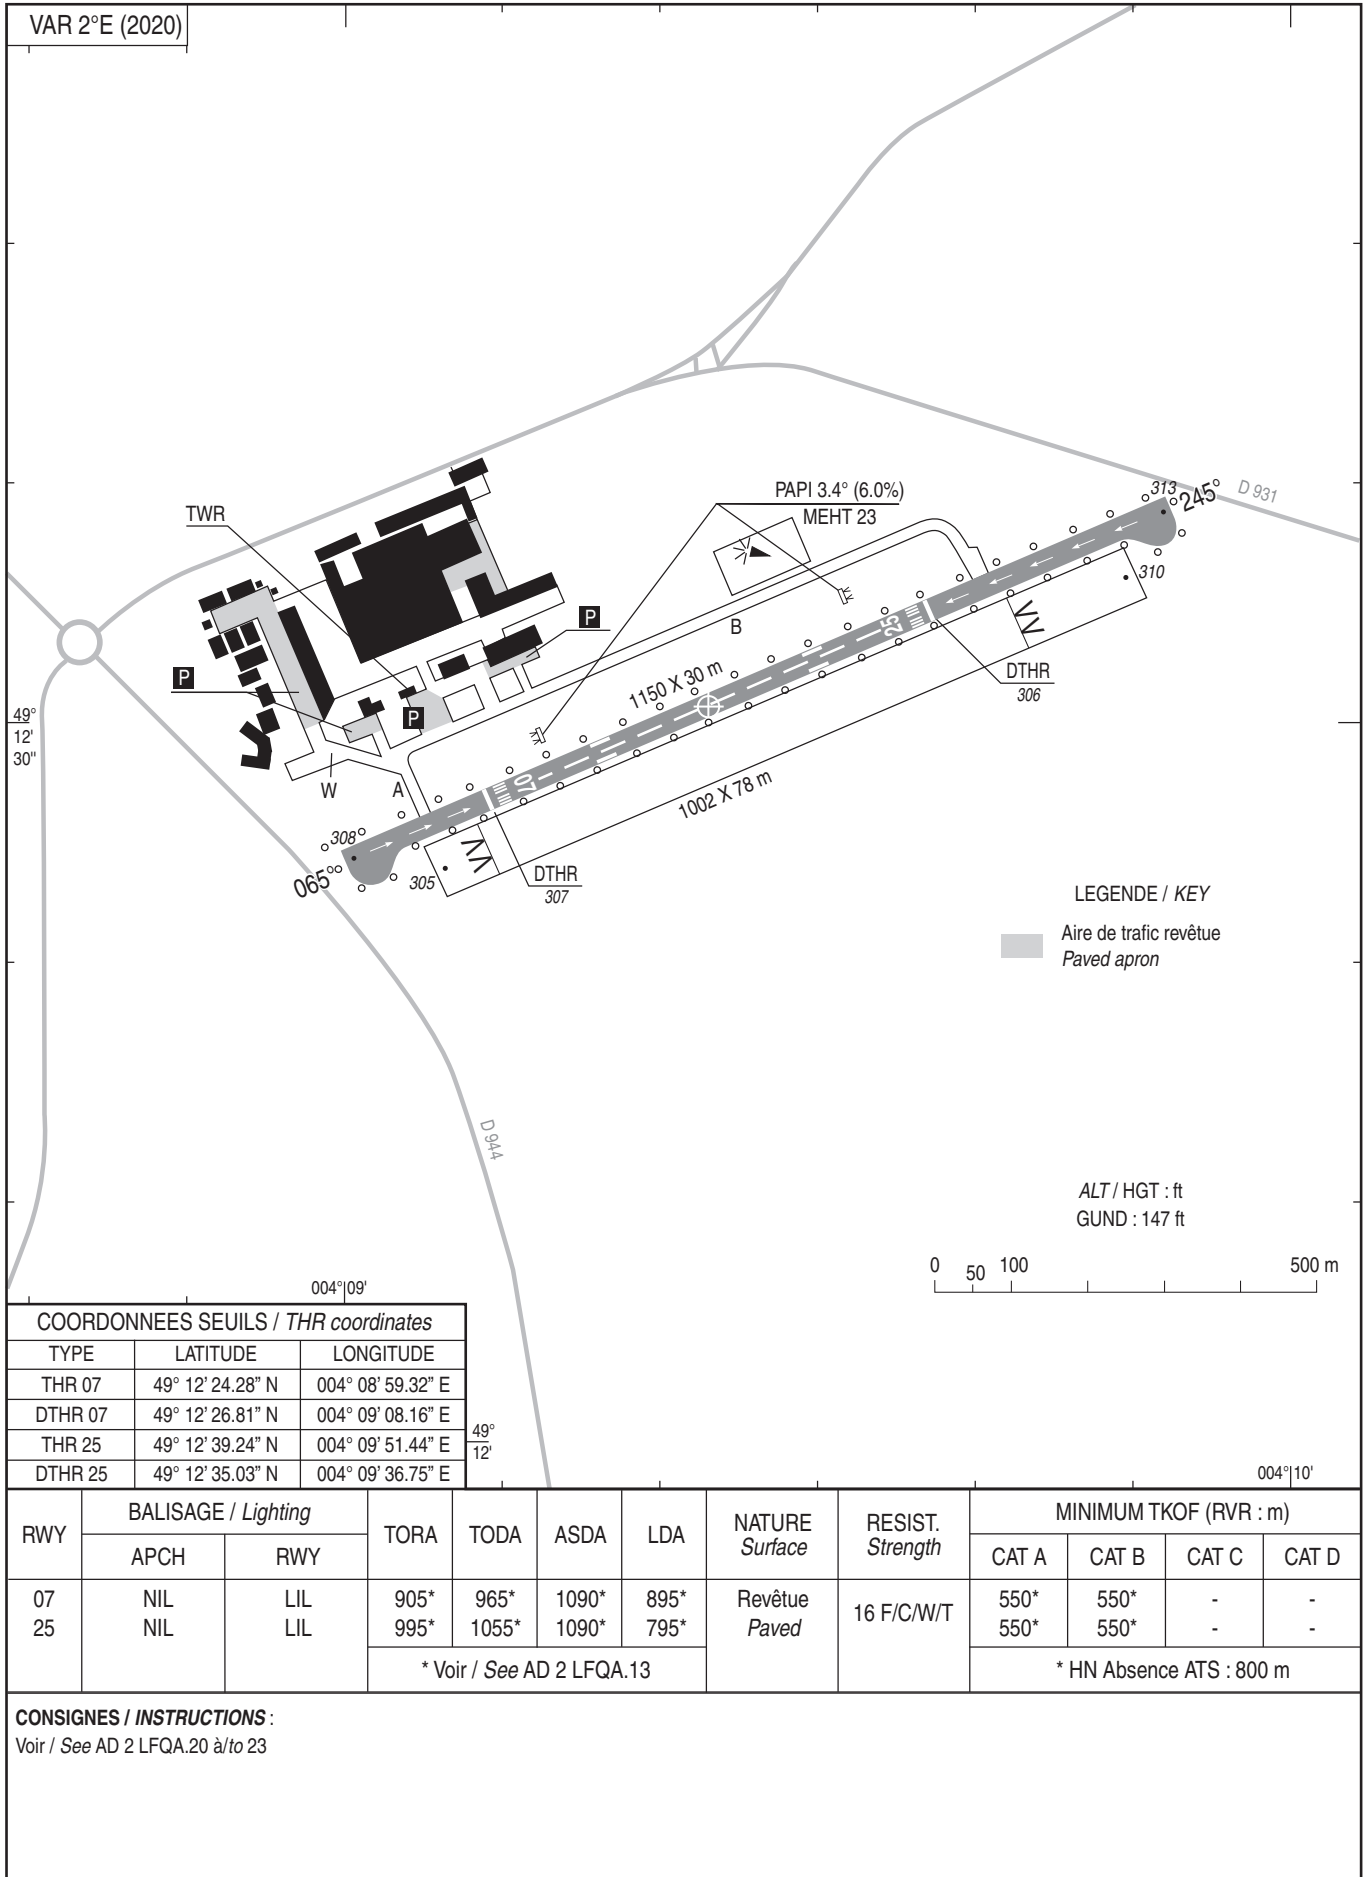 VAR 2°E (2020)
313
245°
D 931
PAPI 3.4° (6.0%)
MEHT 23
TWR
310
P
B
25
DTHR
306
P
1150 X 30 m
P
49°
12'
30"
W
A
07
1002 X 78 m
308
065°
305
DTHR
307
LEGENDE / KEY
Aire de trafic revêtue
Paved apron
D 944
ALT / HGT : ft
GUND : 147 ft
0 50 100 500 m
004° 09'
COORDONNEES SEUILS / THR coordinates
TYPE LATITUDE LONGITUDE
THR 07 49° 12' 24.28" N 004° 08' 59.32" E
DTHR 07 49° 12' 26.81" N 004° 09' 08.16" E
THR 25 49° 12' 39.24" N 004° 09' 51.44" E
DTHR 25 49° 12' 35.03" N 004° 09' 36.75" E
49°
12'
004° 10'
RWY BALISAGE / Lighting TORA TODA ASDA LDA NATURE Surface RESIST. Strength MINIMUM TKOF (RVR : m)
APCH RWY CAT A CAT B CAT C CAT D
07 NIL LIL 905* 965* 1090* 895* Revêtue 16 F/C/W/T 550* 550* - -
25 NIL LIL 995* 1055* 1090* 795* Paved 550* 550* - -
* Voir / See AD 2 LFQA.13 * HN Absence ATS : 800 m
CONSIGNES / INSTRUCTIONS :
Voir / See AD 2 LFQA.20 à/to 23